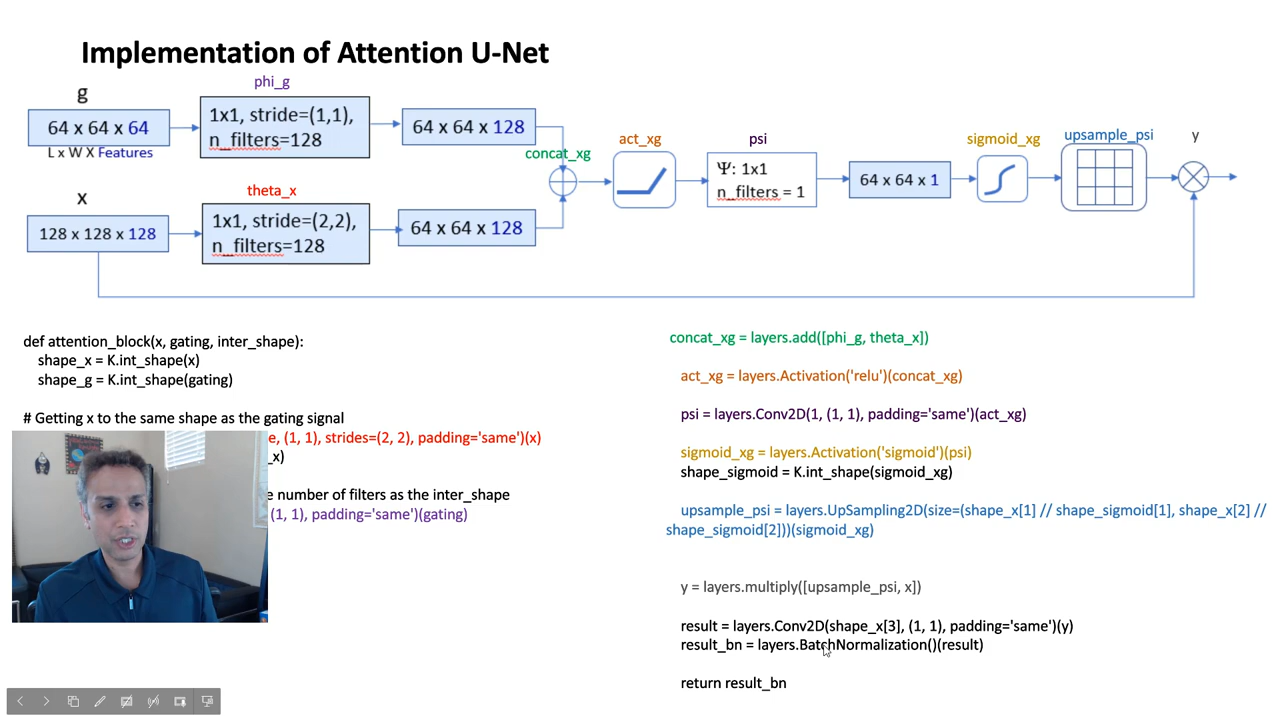 Implementation of Attention U-Net
phi_g
g
64 x 64 x 64
L x W X Features
1x1, stride=(1,1),
n_filters=128
64 x 64 x 128
concat_xg
act_xg
psi
Ψ: 1x1
n_filters = 1
64 x 64 x 1
sigmoid_xg
upsample_psi
y
x
128 x 128 x 128
theta_x
1x1, stride=(2,2),
n_filters=128
64 x 64 x 128
def attention_block(x, gating, inter_shape):
shape_x = K.int_shape(x)
shape_g = K.int_shape(gating)
# Getting x to the same shape as the gating signal
e, (1, 1), strides=(2, 2), padding='same')(x)
_x)
e number of filters as the inter_shape
(1, 1), padding='same')(gating)
concat_xg = layers.add([phi_g, theta_x])
act_xg = layers.Activation('relu')(concat_xg)
psi = layers.Conv2D(1, (1, 1), padding='same')(act_xg)
sigmoid_xg = layers.Activation('sigmoid')(psi)
shape_sigmoid = K.int_shape(sigmoid_xg)
upsample_psi = layers.UpSampling2D(size=(shape_x[1] // shape_sigmoid[1], shape_x[2] //
shape_sigmoid[2]))(sigmoid_xg)
y = layers.multiply([upsample_psi, x])
result = layers.Conv2D(shape_x[3], (1, 1), padding='same')(y)
result_bn = layers.BatchNormalization()(result)
return result_bn